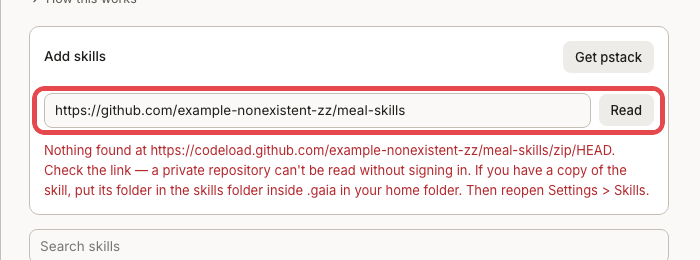 How this works
Add skills
Get pstack
https://github.com/example-nonexistent-zz/meal-skills
Read
Nothing found at https://codeload.github.com/example-nonexistent-zz/meal-skills/zip/HEAD.
Check the link — a private repository can't be read without signing in. If you have a copy of the
skill, put its folder in the skills folder inside .gaia in your home folder. Then reopen Settings > Skills.
Search skills